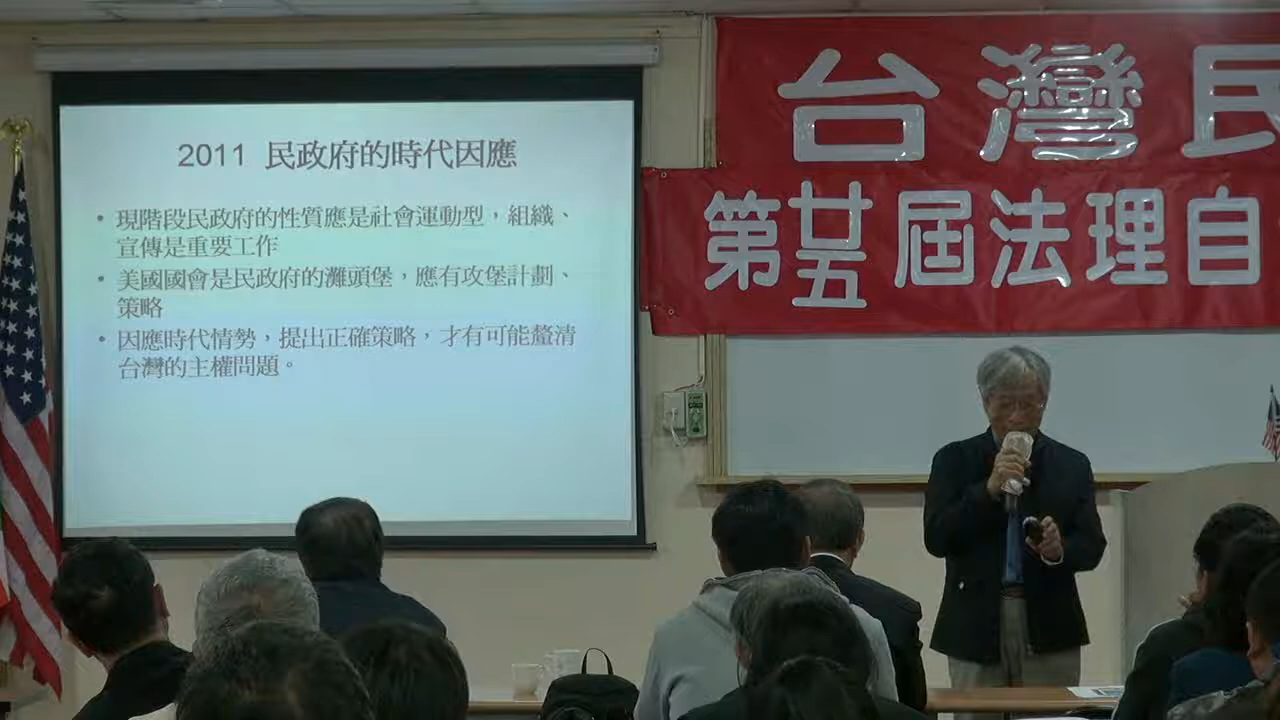 2011 民政府的時代因應
• 現階段民政府的性質應是社會運動型，組織、
宣傳是重要工作
• 美國國會是民政府的灘頭堡，應有攻堡計劃、
策略
• 因應時代情勢，提出正確策略，才有可能釐清
台灣的主權問題。
台灣民
第廿五屆法理自